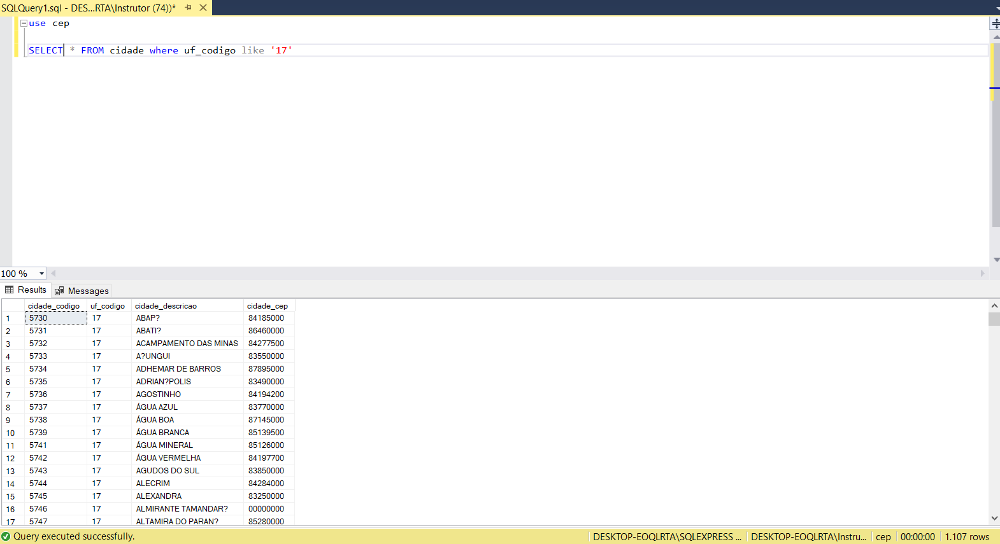 SQLQuery1.sql - DES...RTA\Instrutor (74))*
use cep
SELECT * FROM cidade where uf_codigo like '17'
100 %
Results Messages
cidade_codigo uf_codigo cidade_descricao cidade_cep
1 5730 17 ABAP? 84185000
2 5731 17 ABATI? 86460000
3 5732 17 ACAMPAMENTO DAS MINAS 84277500
4 5733 17 A?UNGUI 83550000
5 5734 17 ADHEMAR DE BARROS 87895000
6 5735 17 ADRIAN?POLIS 83490000
7 5736 17 AGOSTINHO 84194200
8 5737 17 ÁGUA AZUL 83770000
9 5738 17 ÁGUA BOA 87145000
10 5739 17 ÁGUA BRANCA 85139500
11 5741 17 ÁGUA MINERAL 85126000
12 5742 17 ÁGUA VERMELHA 84197700
13 5743 17 AGUDOS DO SUL 83850000
14 5744 17 ALECRIM 84284000
15 5745 17 ALEXANDRA 83250000
16 5746 17 ALMIRANTE TAMANDAR? 00000000
17 5747 17 ALTAMIRA DO PARAN? 85280000
Query executed successfully. DESKTOP-EOQLRTA\SQLEXPRESS ... DESKTOP-EOQLRTA\Instru... cep 00:00:00 1.107 rows